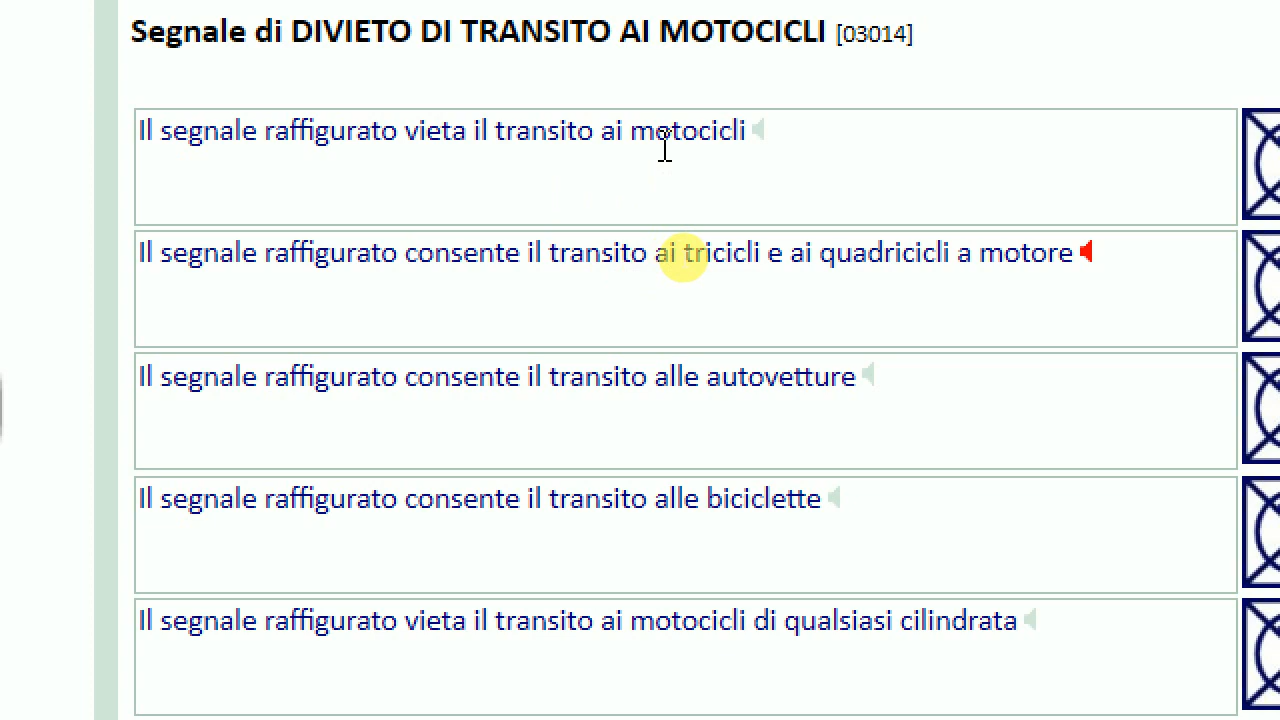 Segnale di DIVIETO DI TRANSITO AI MOTOCICLI [03014]
Il segnale raffigurato vieta il transito ai motocicli
Il segnale raffigurato consente il transito ai tricicli e ai quadricicli a motore
Il segnale raffigurato consente il transito alle autovetture
Il segnale raffigurato consente il transito alle biciclette
Il segnale raffigurato vieta il transito ai motocicli di qualsiasi cilindrata